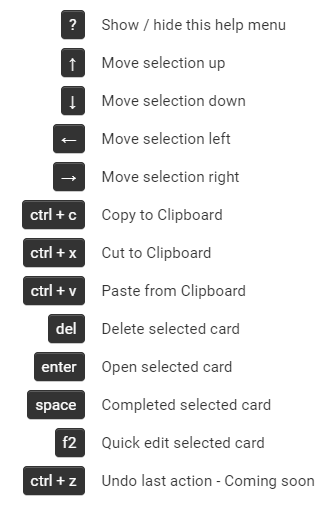 ? Show / hide this help menu
↑ Move selection up
↓ Move selection down
← Move selection left
→ Move selection right
ctrl + c Copy to Clipboard
ctrl + x Cut to Clipboard
ctrl + v Paste from Clipboard
del Delete selected card
enter Open selected card
space Completed selected card
f2 Quick edit selected card
ctrl + z Undo last action - Coming soon